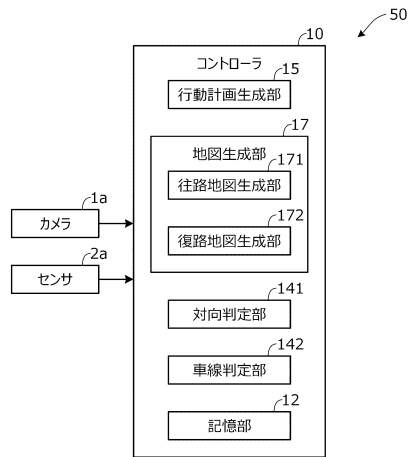 50
10
コントローラ
15
行動計画生成部
17
地図生成部
171
往路地図生成部
1a
カメラ
172
復路地図生成部
2a
センサ
141
対向判定部
142
車線判定部
12
記憶部